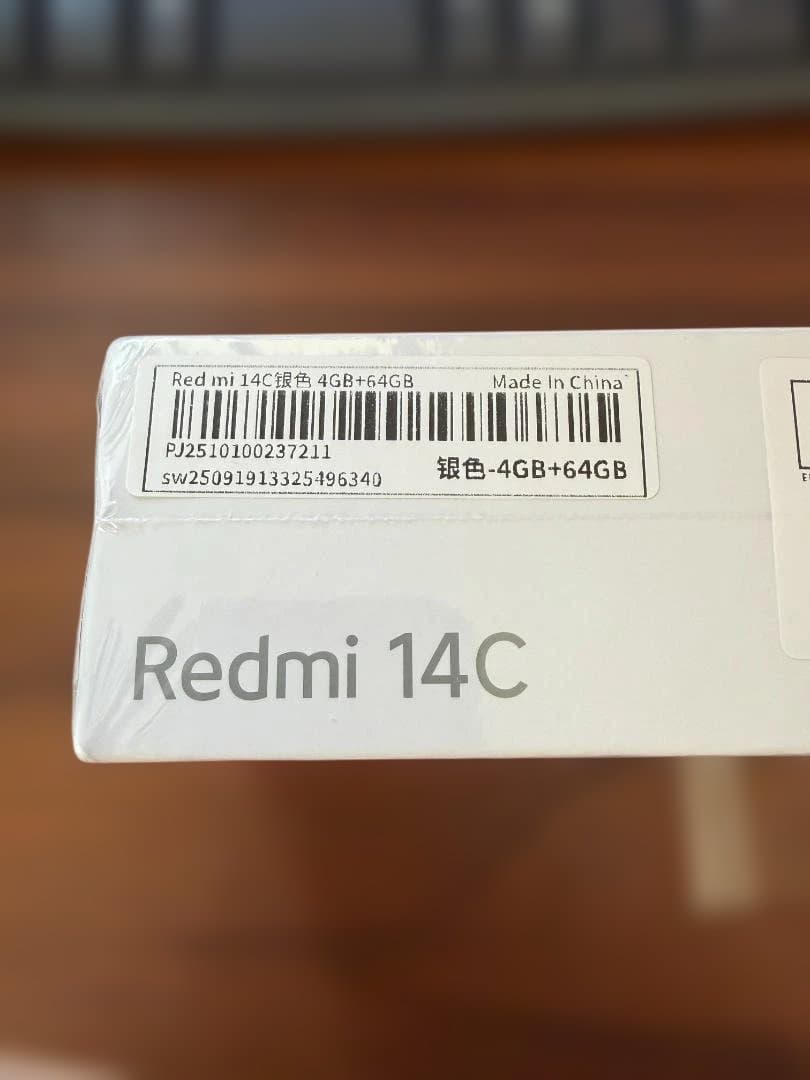 Red mi 14C银色 4GB+64GB Made In China
PJ2510100237211
sw25091913325496340 银色-4GB+64GB
Redmi 14C